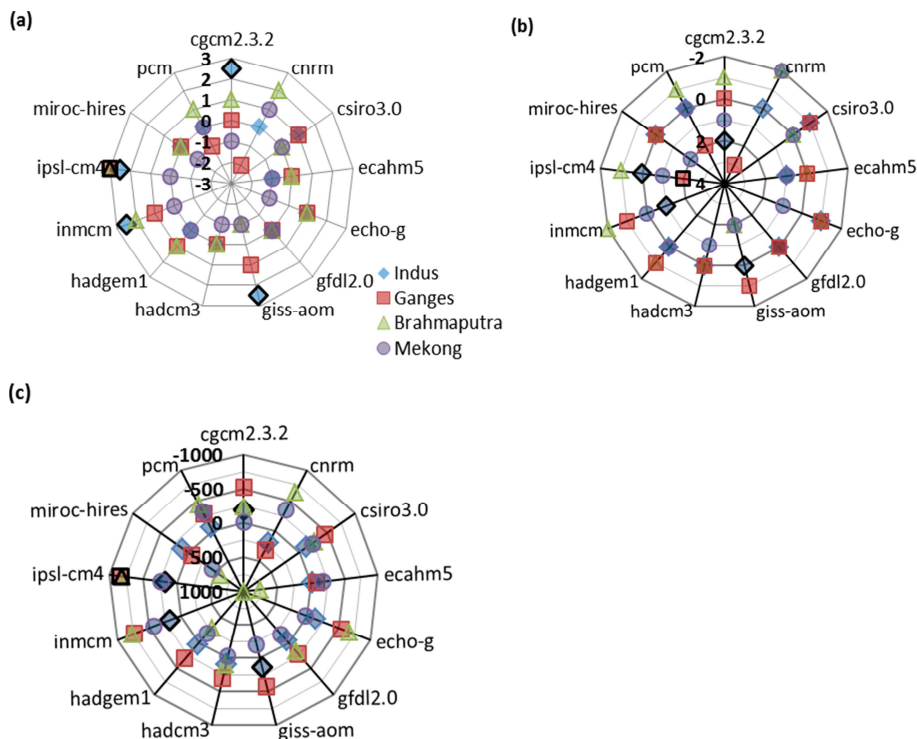 (a)
cgcm2.3.2
cnrm
csiro3.0
ecahm5
echo-g
gfdl2.0
giss-aom
hadcm3
hadgem1
inmcm
ipsl-cm4
miroc-hires
pcm
3
2
1
0
-1
-2
-3
Indus
Ganges
Brahmaputra
Mekong
(b)
cgcm2.3.2
cnrm
csiro3.0
ecahm5
echo-g
gfdl2.0
giss-aom
hadcm3
hadgem1
inmcm
ipsl-cm4
miroc-hires
pcm
-2
0
2
4
(c)
cgcm2.3.2
cnrm
csiro3.0
ecahm5
echo-g
gfdl2.0
giss-aom
hadcm3
hadgem1
inmcm
ipsl-cm4
miroc-hires
pcm
-1000
-500
0
500
1000